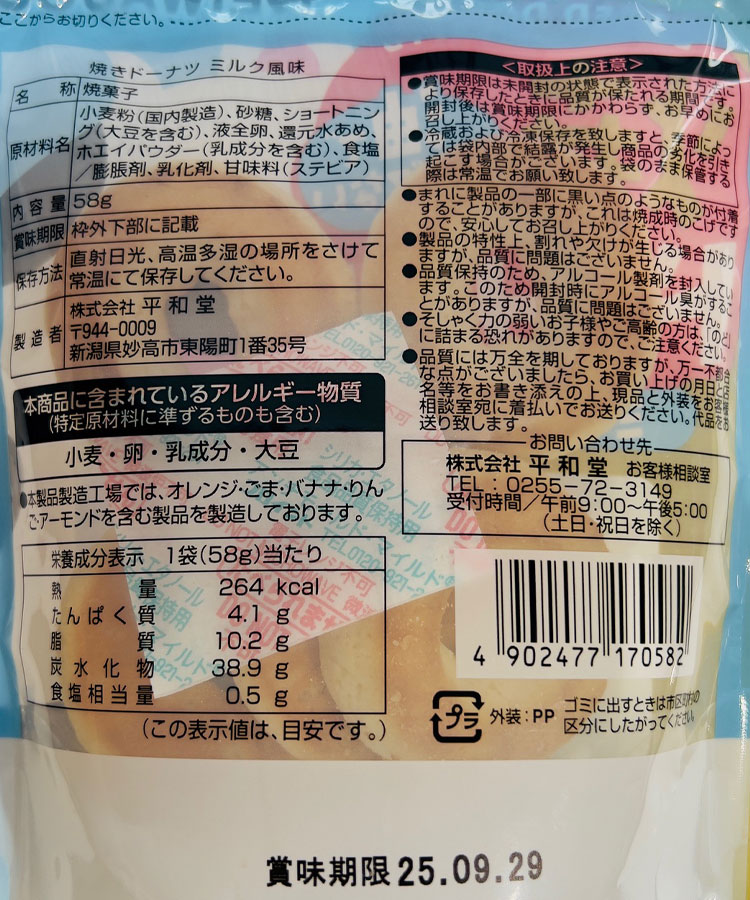 ここからお切りください。
焼きドーナツ ミルク風味
名 称 焼菓子
原材料名 小麦粉(国内製造)、砂糖、ショートニン
グ(大豆を含む)、液全卵、還元水あめ、
ホエイパウダー(乳成分を含む)、食塩
/膨脹剤、乳化剤、甘味料(ステビア)
内 容 量 58g
賞味期限 枠外下部に記載
保存方法 直射日光、高温多湿の場所をさけて
常温にて保存してください。
製 造 者 株式会社 平和堂
〒944-0009
新潟県妙高市東陽町1番35号
本商品に含まれているアレルギー物質
(特定原材料に準ずるものも含む)
小麦・卵・乳成分・大豆
●本製品製造工場では、オレンジ・ごま・バナナ・りん
ご・アーモンドを含む製品を製造しております。
栄養成分表示 1袋(58g)当たり
熱 量 264 kcal
たんぱく質 4.1 g
脂 質 10.2 g
炭水化物 38.9 g
食塩相当量 0.5 g
(この表示値は、目安です。)
<取扱上の注意>
●賞味期限は未開封の状態で表示された方法に
より保存したときに品質が保たれる期間です。
開封後は賞味期限にかかわらず、お早めにお
召し上がりください。
●冷蔵および冷凍保存を致しますと、季節によっ
ては袋内部で結露が発生し商品の劣化を引き
起こす場合がございます。袋のまま保管する
際は常温でお願い致します。
●まれに製品の一部に黒い点のようなものが付着
することがありますが、これは焼成時のこげです
ので、安心してお召し上がりください。
●製品の特性上、割れや欠けが生じる場合があり
ますが、品質に問題はございません。
●品質保持のため、アルコール製剤を封入してい
ます。このため開封時にアルコール臭がするこ
とがありますが、品質に問題はございません。
●そしゃく力の弱いお子様やご高齢の方は、「のど」
に詰まる恐れがありますので、ご注意ください。
●品質には万全を期しておりますが、万一不都合
な点がございましたら、お買い上げの月日と店
名等をお書き添えの上、現品と外装をお客様
相談室宛に着払いでお送りください。代品をお
送り致します。
お問い合わせ先
株式会社 平和堂 お客様相談室
TEL:0255-72-3149
受付時間/午前9:00~午後5:00
(土日・祝日を除く)
4 902477 170582
プラ 外装:PP ゴミに出すときは市区町村の
区分にしたがってください。
賞味期限 25.09.29